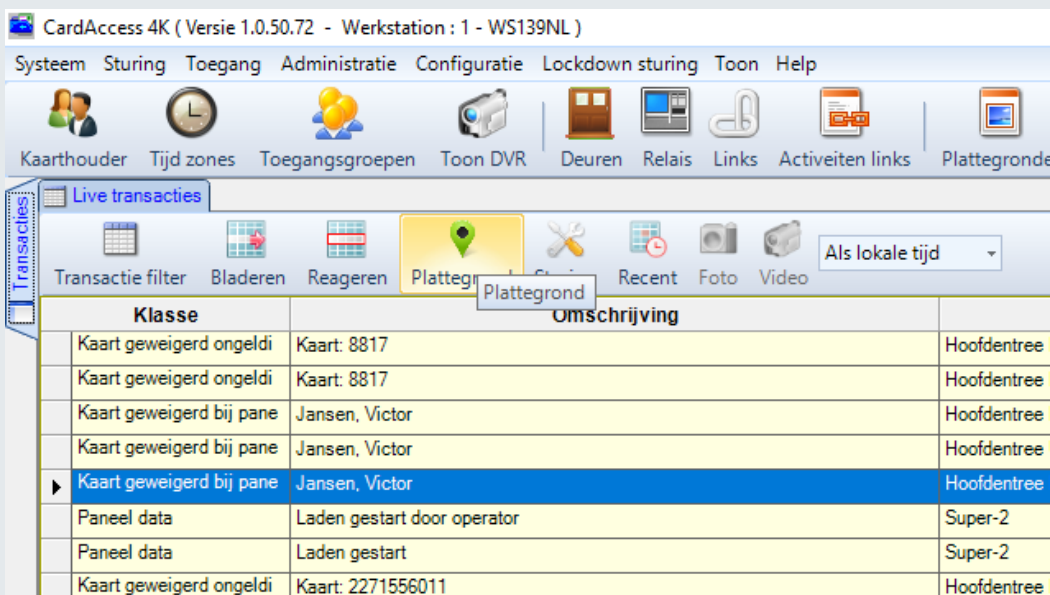 CardAccess 4K ( Versie 1.0.50.72 - Werkstation : 1 - WS139NL )
Systeem Sturing Toegang Administratie Configuratie Lockdown sturing Toon Help
Kaarthouder Tijd zones Toegangsgroepen Toon DVR Deuren Relais Links Activeiten links Plattegronde
Transacties
Live transacties
Transactie filter Bladeren Reageren Plattegr Recent Foto Video Als lokale tijd
Plattegrond
Klasse Omschrijving
Kaart geweigerd ongeldi Kaart: 8817 Hoofdentree
Kaart geweigerd ongeldi Kaart: 8817 Hoofdentree
Kaart geweigerd bij pane Jansen, Victor Hoofdentree
Kaart geweigerd bij pane Jansen, Victor Hoofdentree
Kaart geweigerd bij pane Jansen, Victor Hoofdentree
Paneel data Laden gestart door operator Super-2
Paneel data Laden gestart Super-2
Kaart geweigerd ongeldi Kaart: 2271556011 Hoofdentree